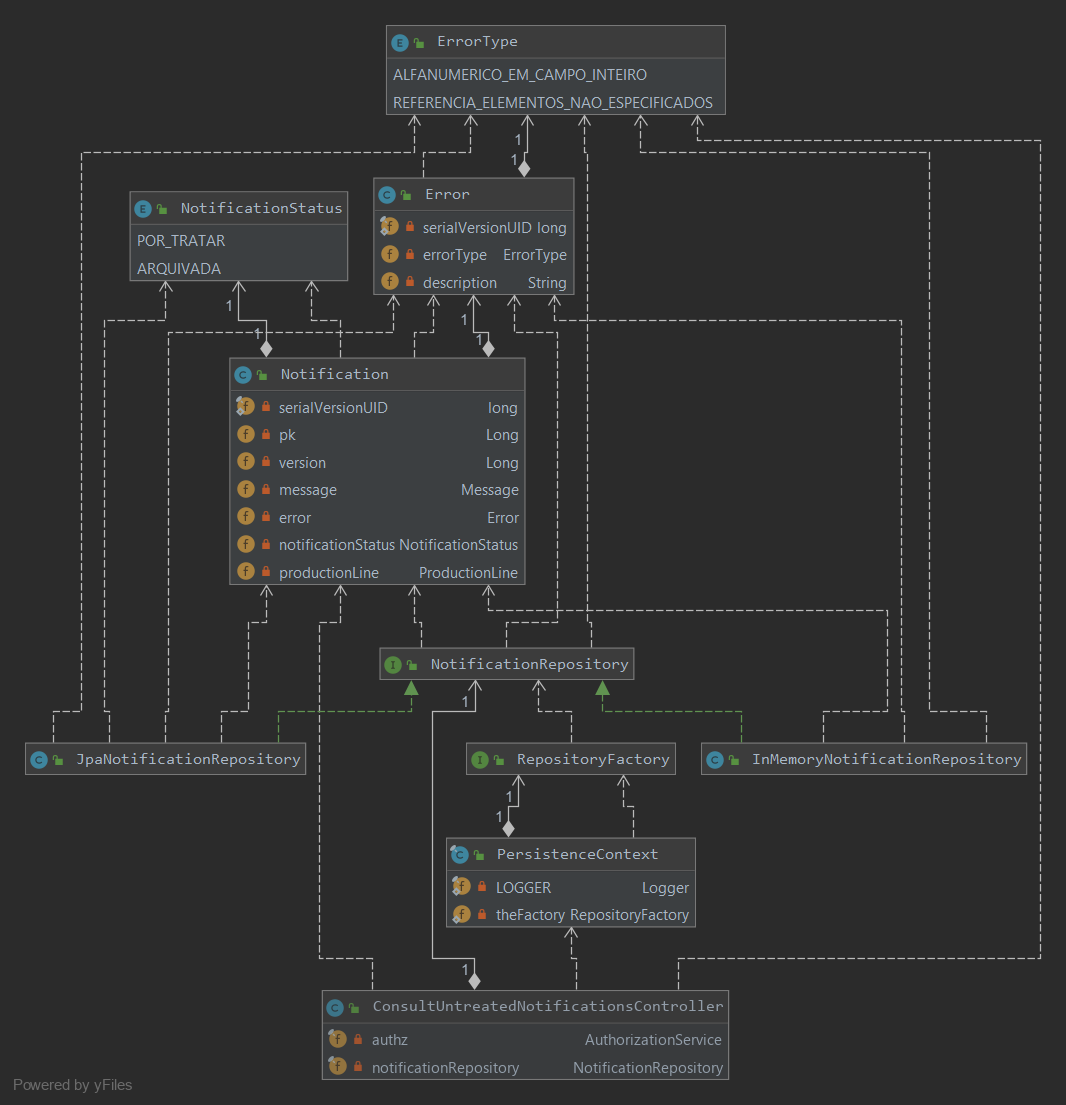 E ErrorType
ALFANUMERICO_EM_CAMPO_INTEIRO
REFERENCIA_ELEMENTOS_NAO_ESPECIFICADOS
1
1
C Error
f serialVersionUID long
f errorType ErrorType
f description String
E NotificationStatus
POR_TRATAR
ARQUIVADA
1
1
1
1
C Notification
f serialVersionUID long
f pk Long
f version Long
f message Message
f error Error
f notificationStatus NotificationStatus
f productionLine ProductionLine
I NotificationRepository
1
C JpaNotificationRepository
I RepositoryFactory
C InMemoryNotificationRepository
1
1
C PersistenceContext
f LOGGER Logger
f theFactory RepositoryFactory
1
C ConsultUntreatedNotificationsController
f authz AuthorizationService
f notificationRepository NotificationRepository
Powered by yFiles